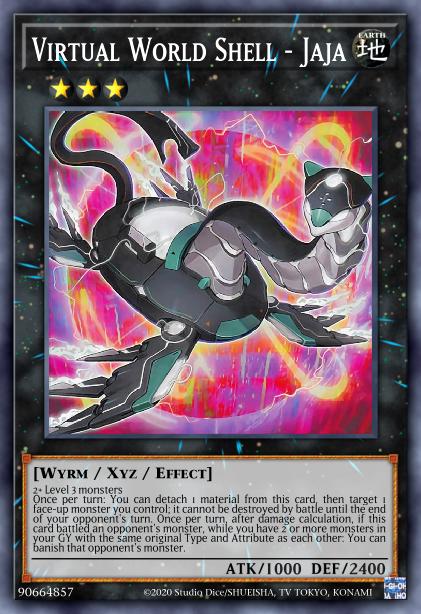 VIRTUAL WORLD SHELL - JAJA
EARTH
地
[WYRM / XYZ / EFFECT]
2+ Level 3 monsters
Once per turn: You can detach 1 material from this card, then target 1
face-up monster you control; it cannot be destroyed by battle until the end
of your opponent's turn. Once per turn, after damage calculation, if this
card battled an opponent's monster, while you have 2 or more monsters in
your GY with the same original Type and Attribute as each other: You can
banish that opponent's monster.
ATK/1000 DEF/2400
90664857
©2020 Studio Dice/SHUEISHA, TV TOKYO, KONAMI